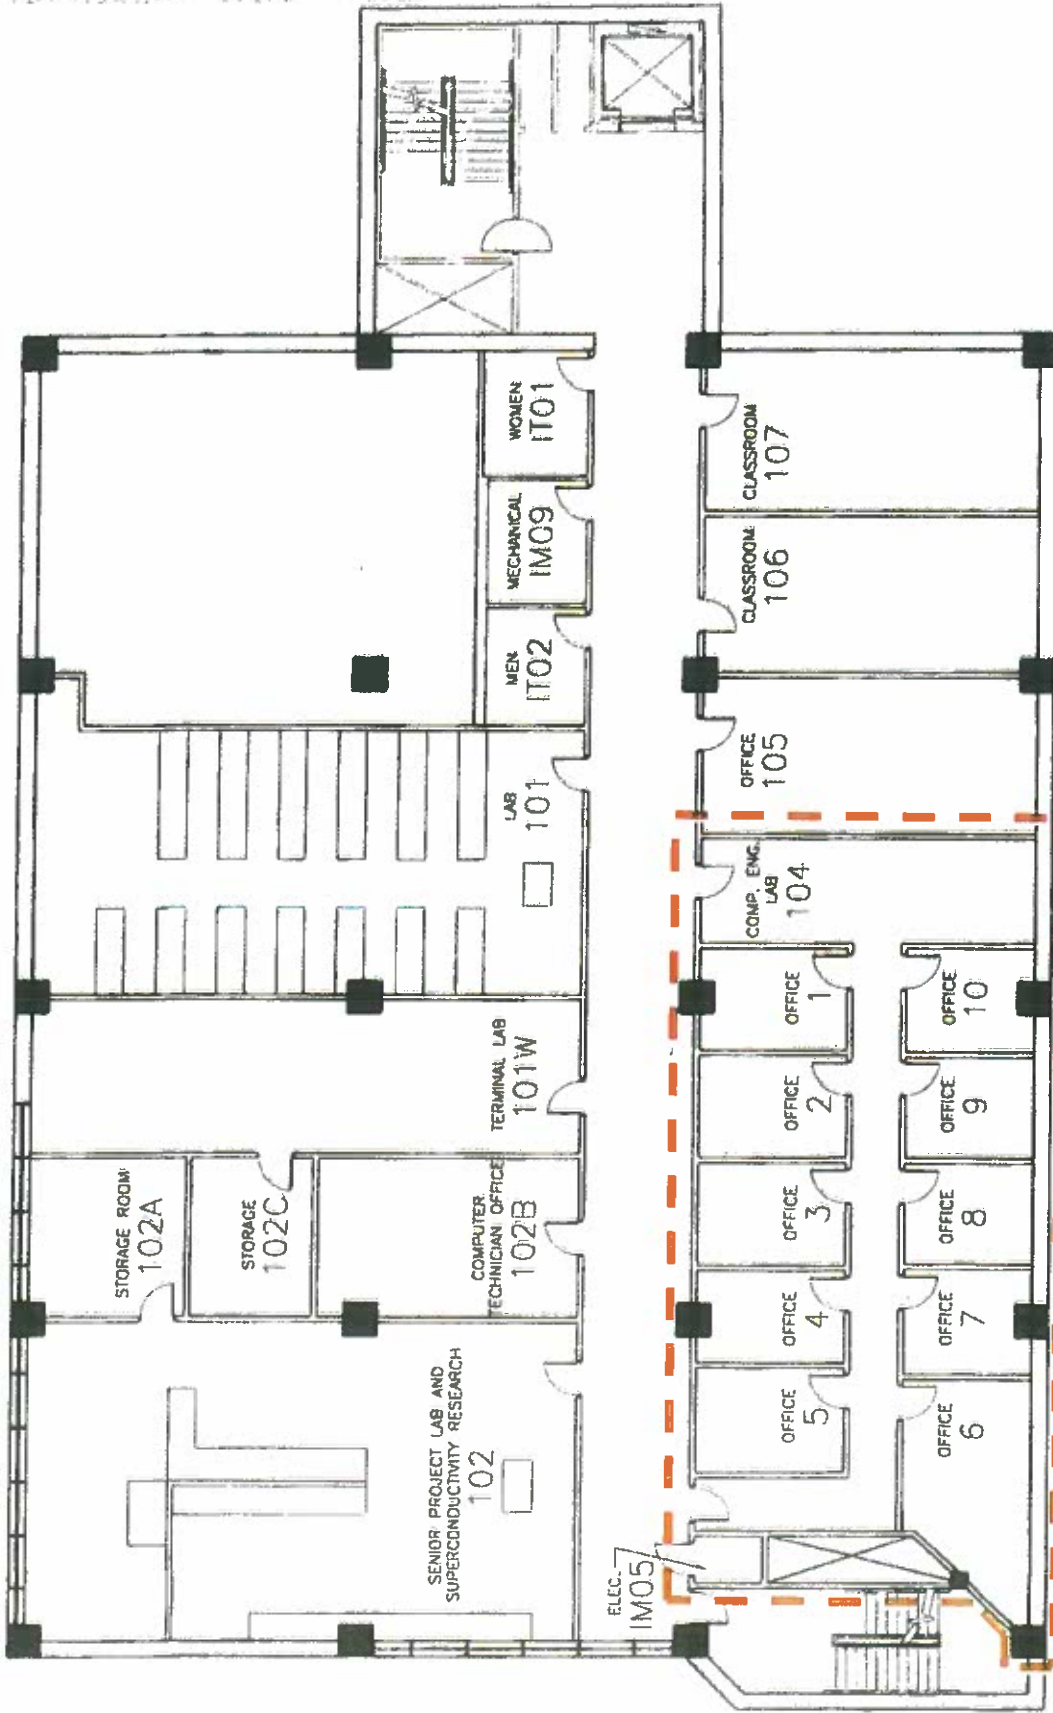 WOMEN
IT01
MECHANICAL
IM09
MEN
IT02
CLASSROOM
107
CLASSROOM
106
OFFICE
105
LAB
101
COMP. ENG.
LAB
104
TERMINAL LAB
101W
STORAGE ROOM
102A
STORAGE
102C
COMPUTER
TECHNICIAN OFFICE
102B
SENIOR PROJECT LAB AND
SUPERCONDUCTIVITY RESEARCH
102
ELEC.
IM05
OFFICE
1
OFFICE
2
OFFICE
3
OFFICE
4
OFFICE
5
OFFICE
10
OFFICE
9
OFFICE
8
OFFICE
7
OFFICE
6